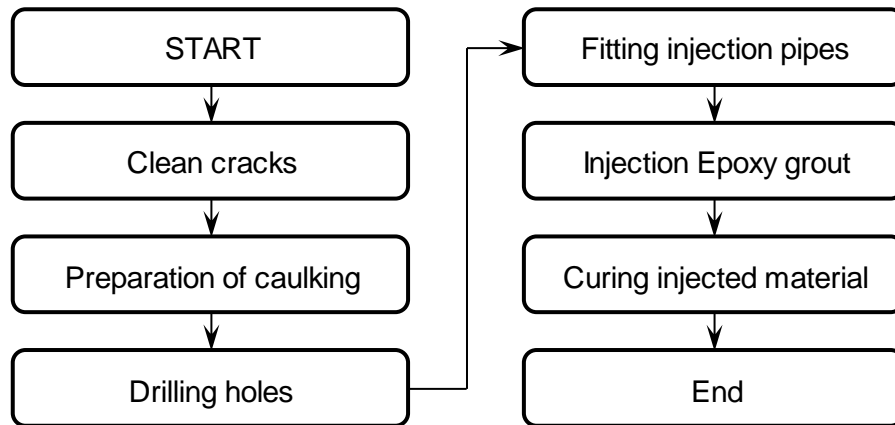 START
Clean cracks
Preparation of caulking
Drilling holes
Fitting injection pipes
Injection Epoxy grout
Curing injected material
End